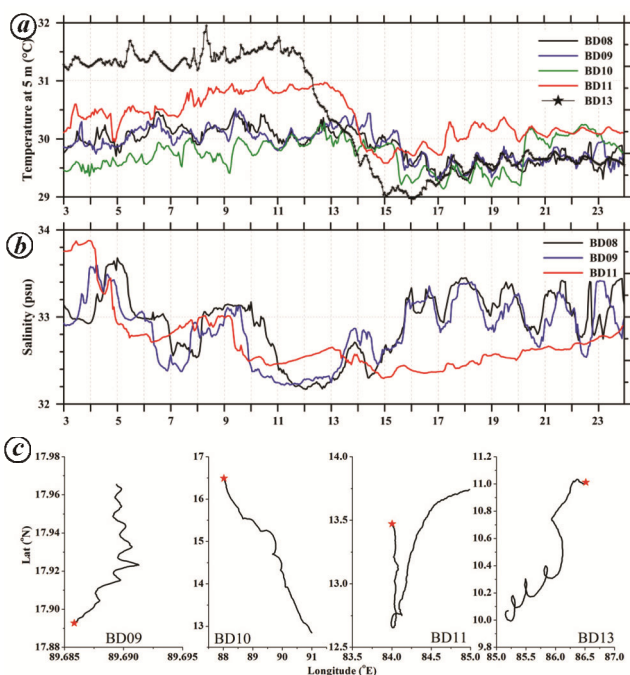 a
32
31
30
29
Temperature at 5 m (°C)
BD08
BD09
BD10
BD11
BD13
3 5 7 9 11 13 15 17 19 21 23
b
34
33
32
Salinity (psu)
BD08
BD09
BD11
3 5 7 9 11 13 15 17 19 21 23
c
Lat (°N)
17.98
17.96
17.94
17.92
17.90
17.88
89.685 89.690 89.695
BD09
17
16
15
14
13
88 89 90 91
BD10
14.0
13.5
13.0
12.5
83.5 84.0 84.5 85.0
BD11
11.2
11.0
10.8
10.6
10.4
10.2
10.0
9.8
85.0 85.5 86.0 86.5 87.0
BD13
Longitude (°E)